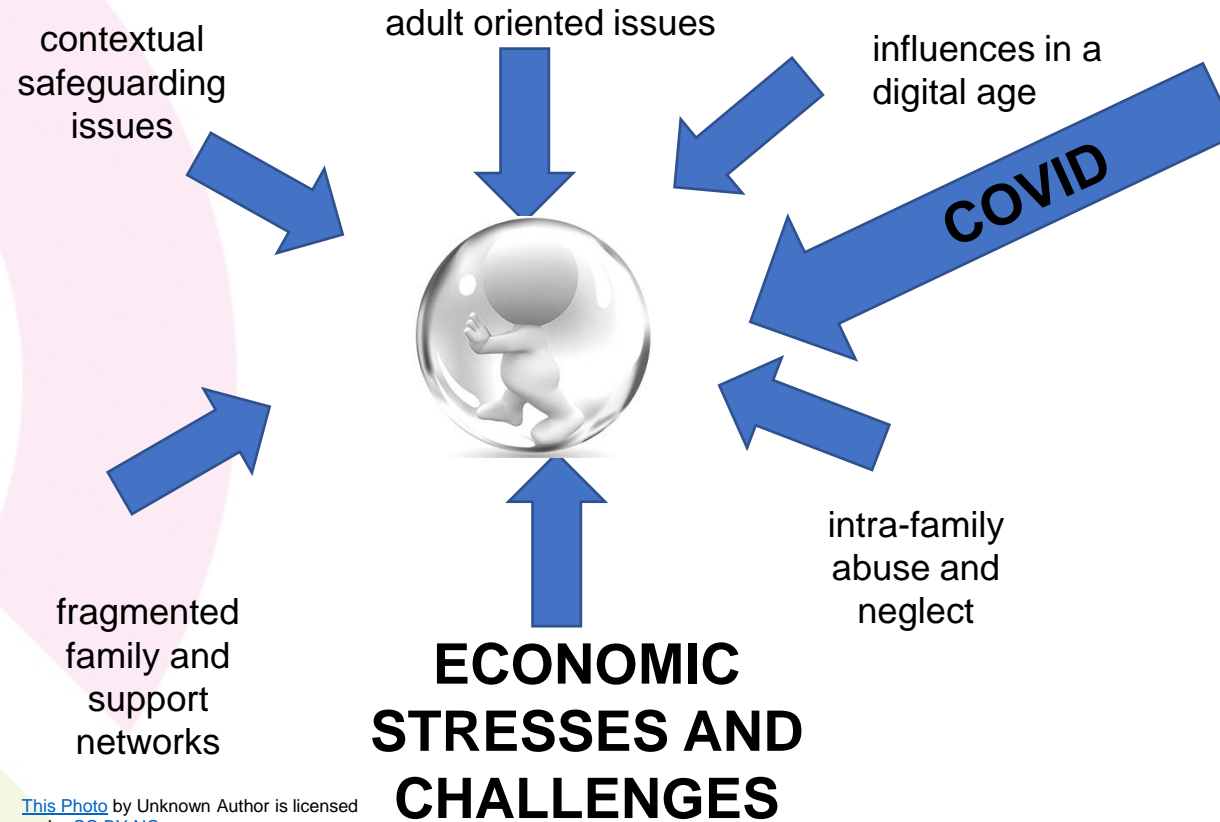 adult oriented issues
contextual
safeguarding
issues
influences in a
digital age
COVID
intra-family
abuse and
neglect
fragmented
family and
support
networks
ECONOMIC
STRESSES AND
CHALLENGES
This Photo by Unknown Author is licensed